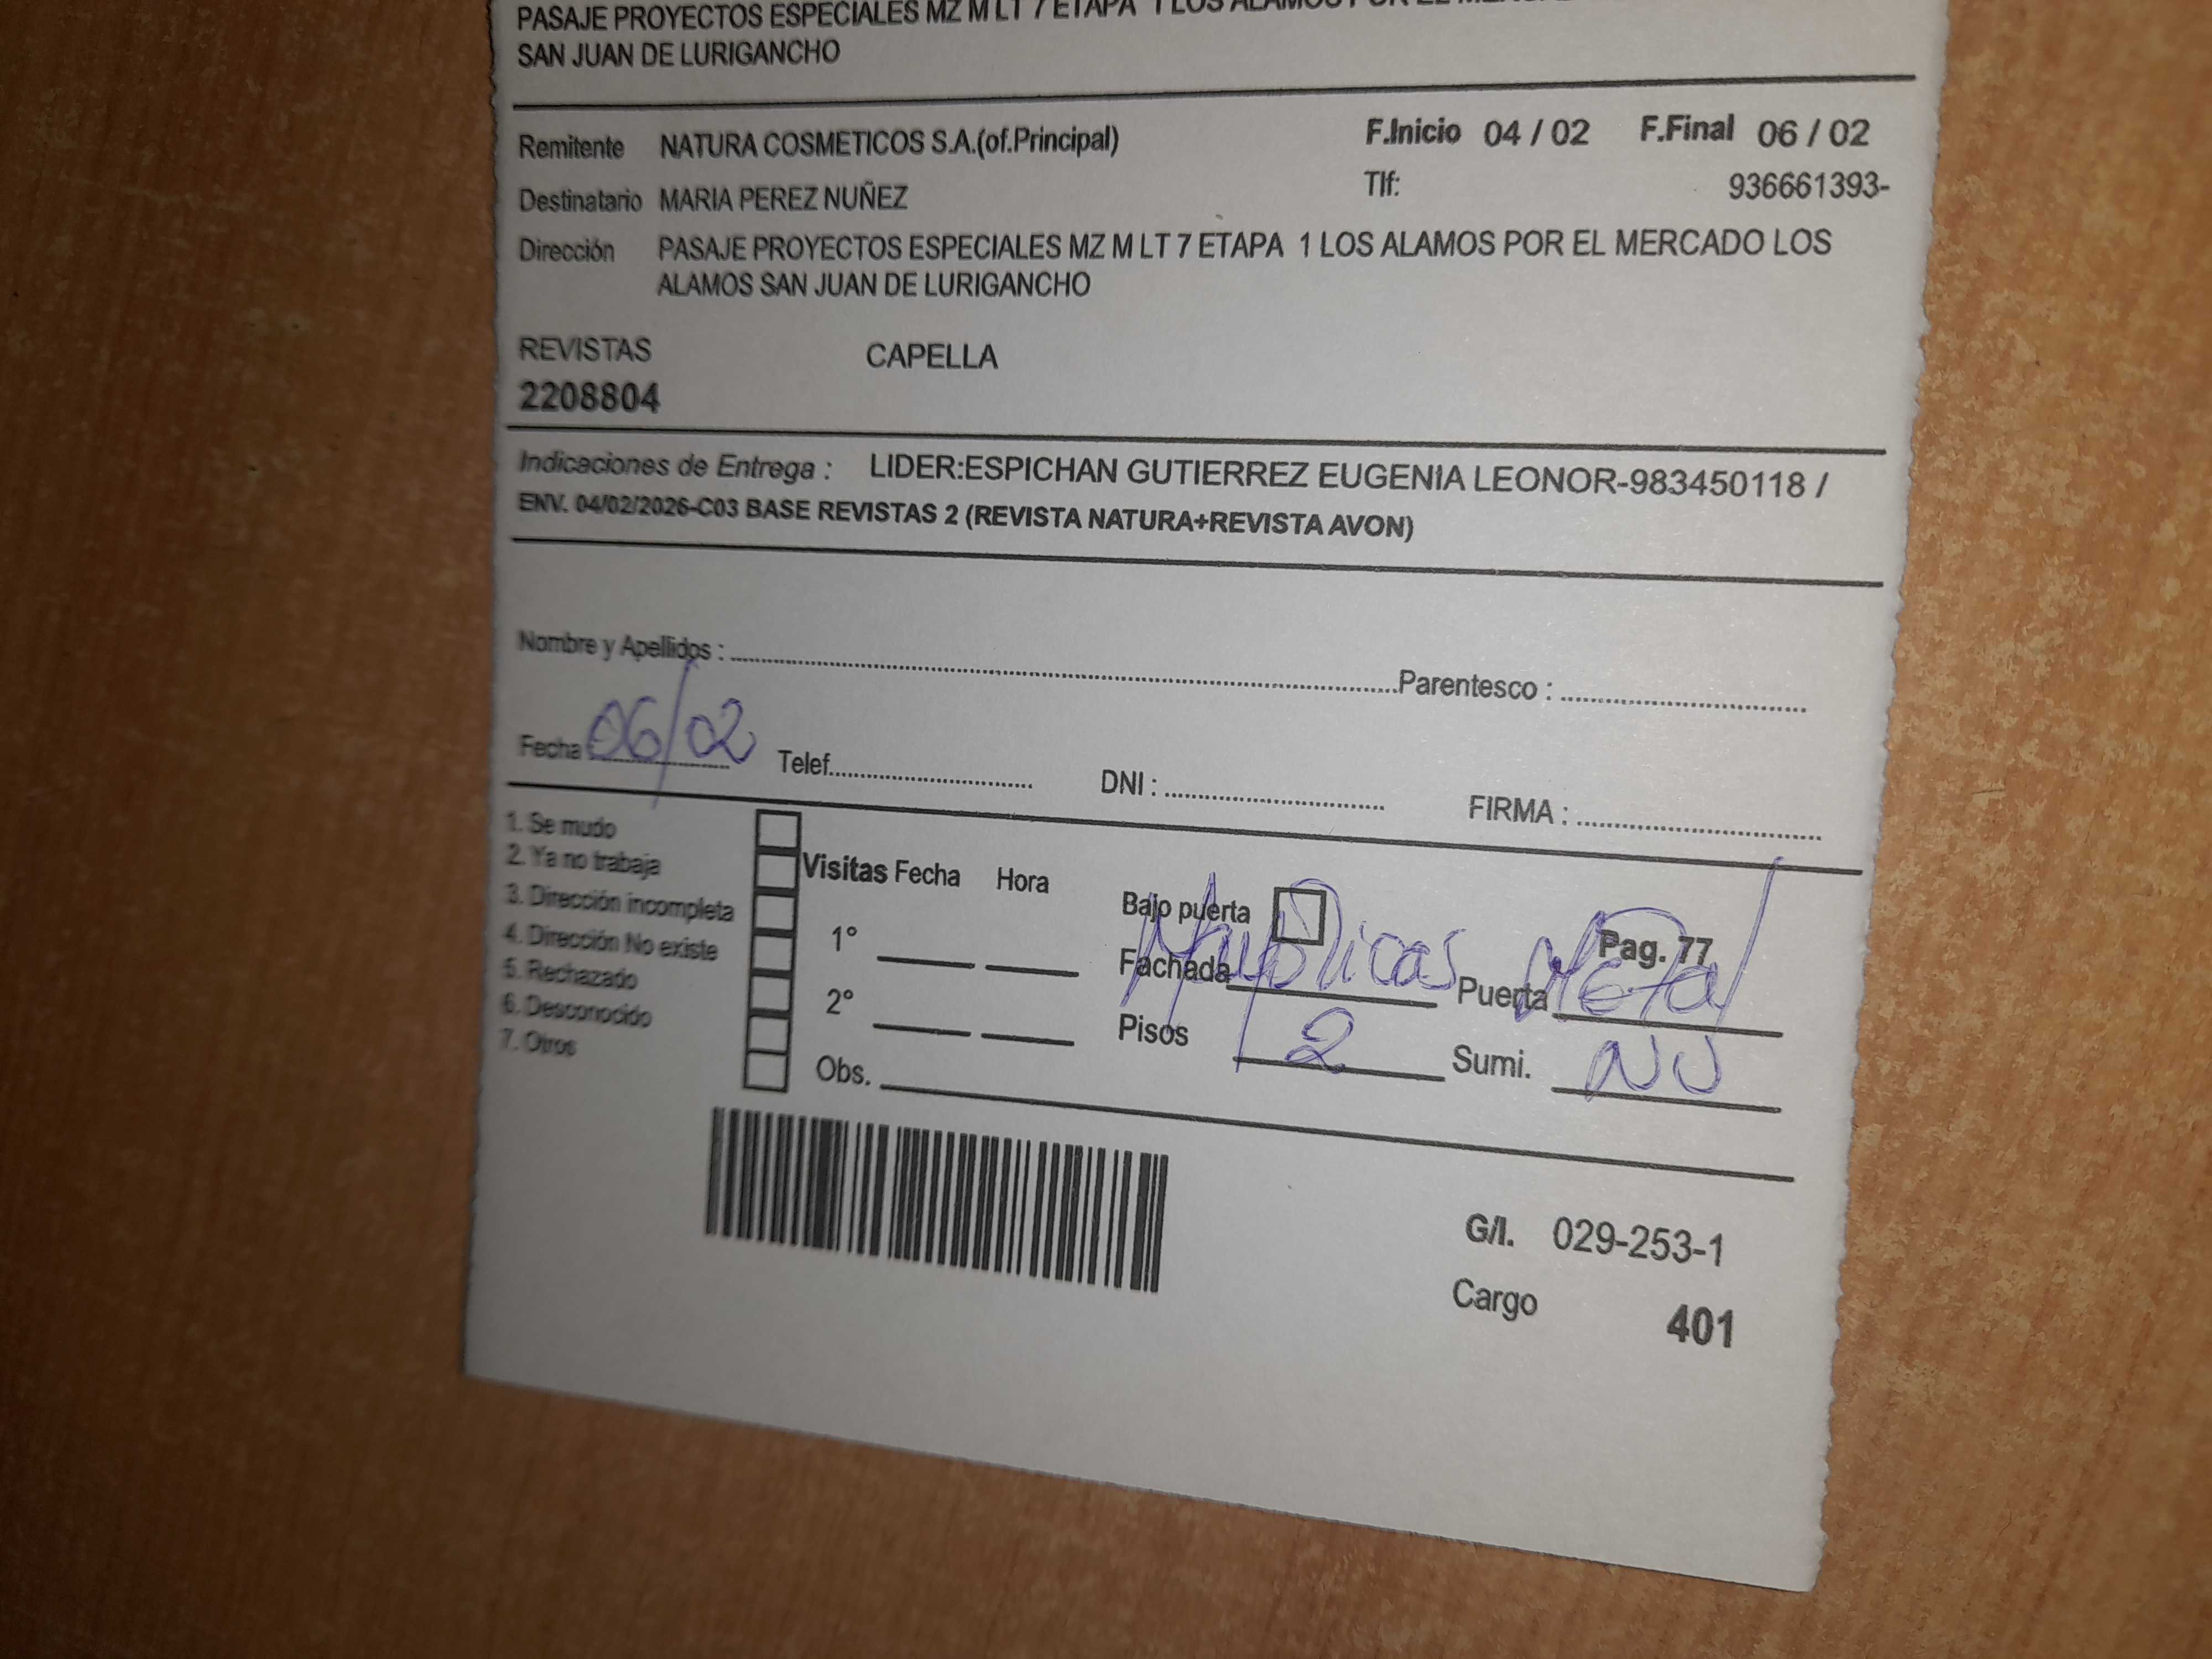 PASAJE PROYECTOS ESPECIALES MZ M LT 7 ETAPA 1 LOS ALAMOS POR EL
SAN JUAN DE LURIGANCHO
Remitente NATURA COSMETICOS S.A.(of.Principal) F.Inicio 04 / 02 F.Final 06 / 02
Destinatario MARIA PEREZ NUÑEZ Tlf: 936661393-
Dirección PASAJE PROYECTOS ESPECIALES MZ M LT 7 ETAPA 1 LOS ALAMOS POR EL MERCADO LOS
ALAMOS SAN JUAN DE LURIGANCHO
REVISTAS CAPELLA
2208804
Indicaciones de Entrega : LIDER:ESPICHAN GUTIERREZ EUGENIA LEONOR-983450118 /
ENV. 04/02/2026-C03 BASE REVISTAS 2 (REVISTA NATURA+REVISTA AVON)
Nombre y Apellidos : Parentesco :
Fecha 06/02 Telef. DNI : FIRMA :
1. Se mudo
2. Ya no trabaja
3. Dirección incompleta
4. Dirección No existe
5. Rechazado
6. Desconocido
7. Otros
Visitas Fecha Hora
1°
2°
Obs.
Bajo puerta Pag. 77
Fachada Puerta
Pisos 2 Sumi.
G/I. 029-253-1
Cargo 401